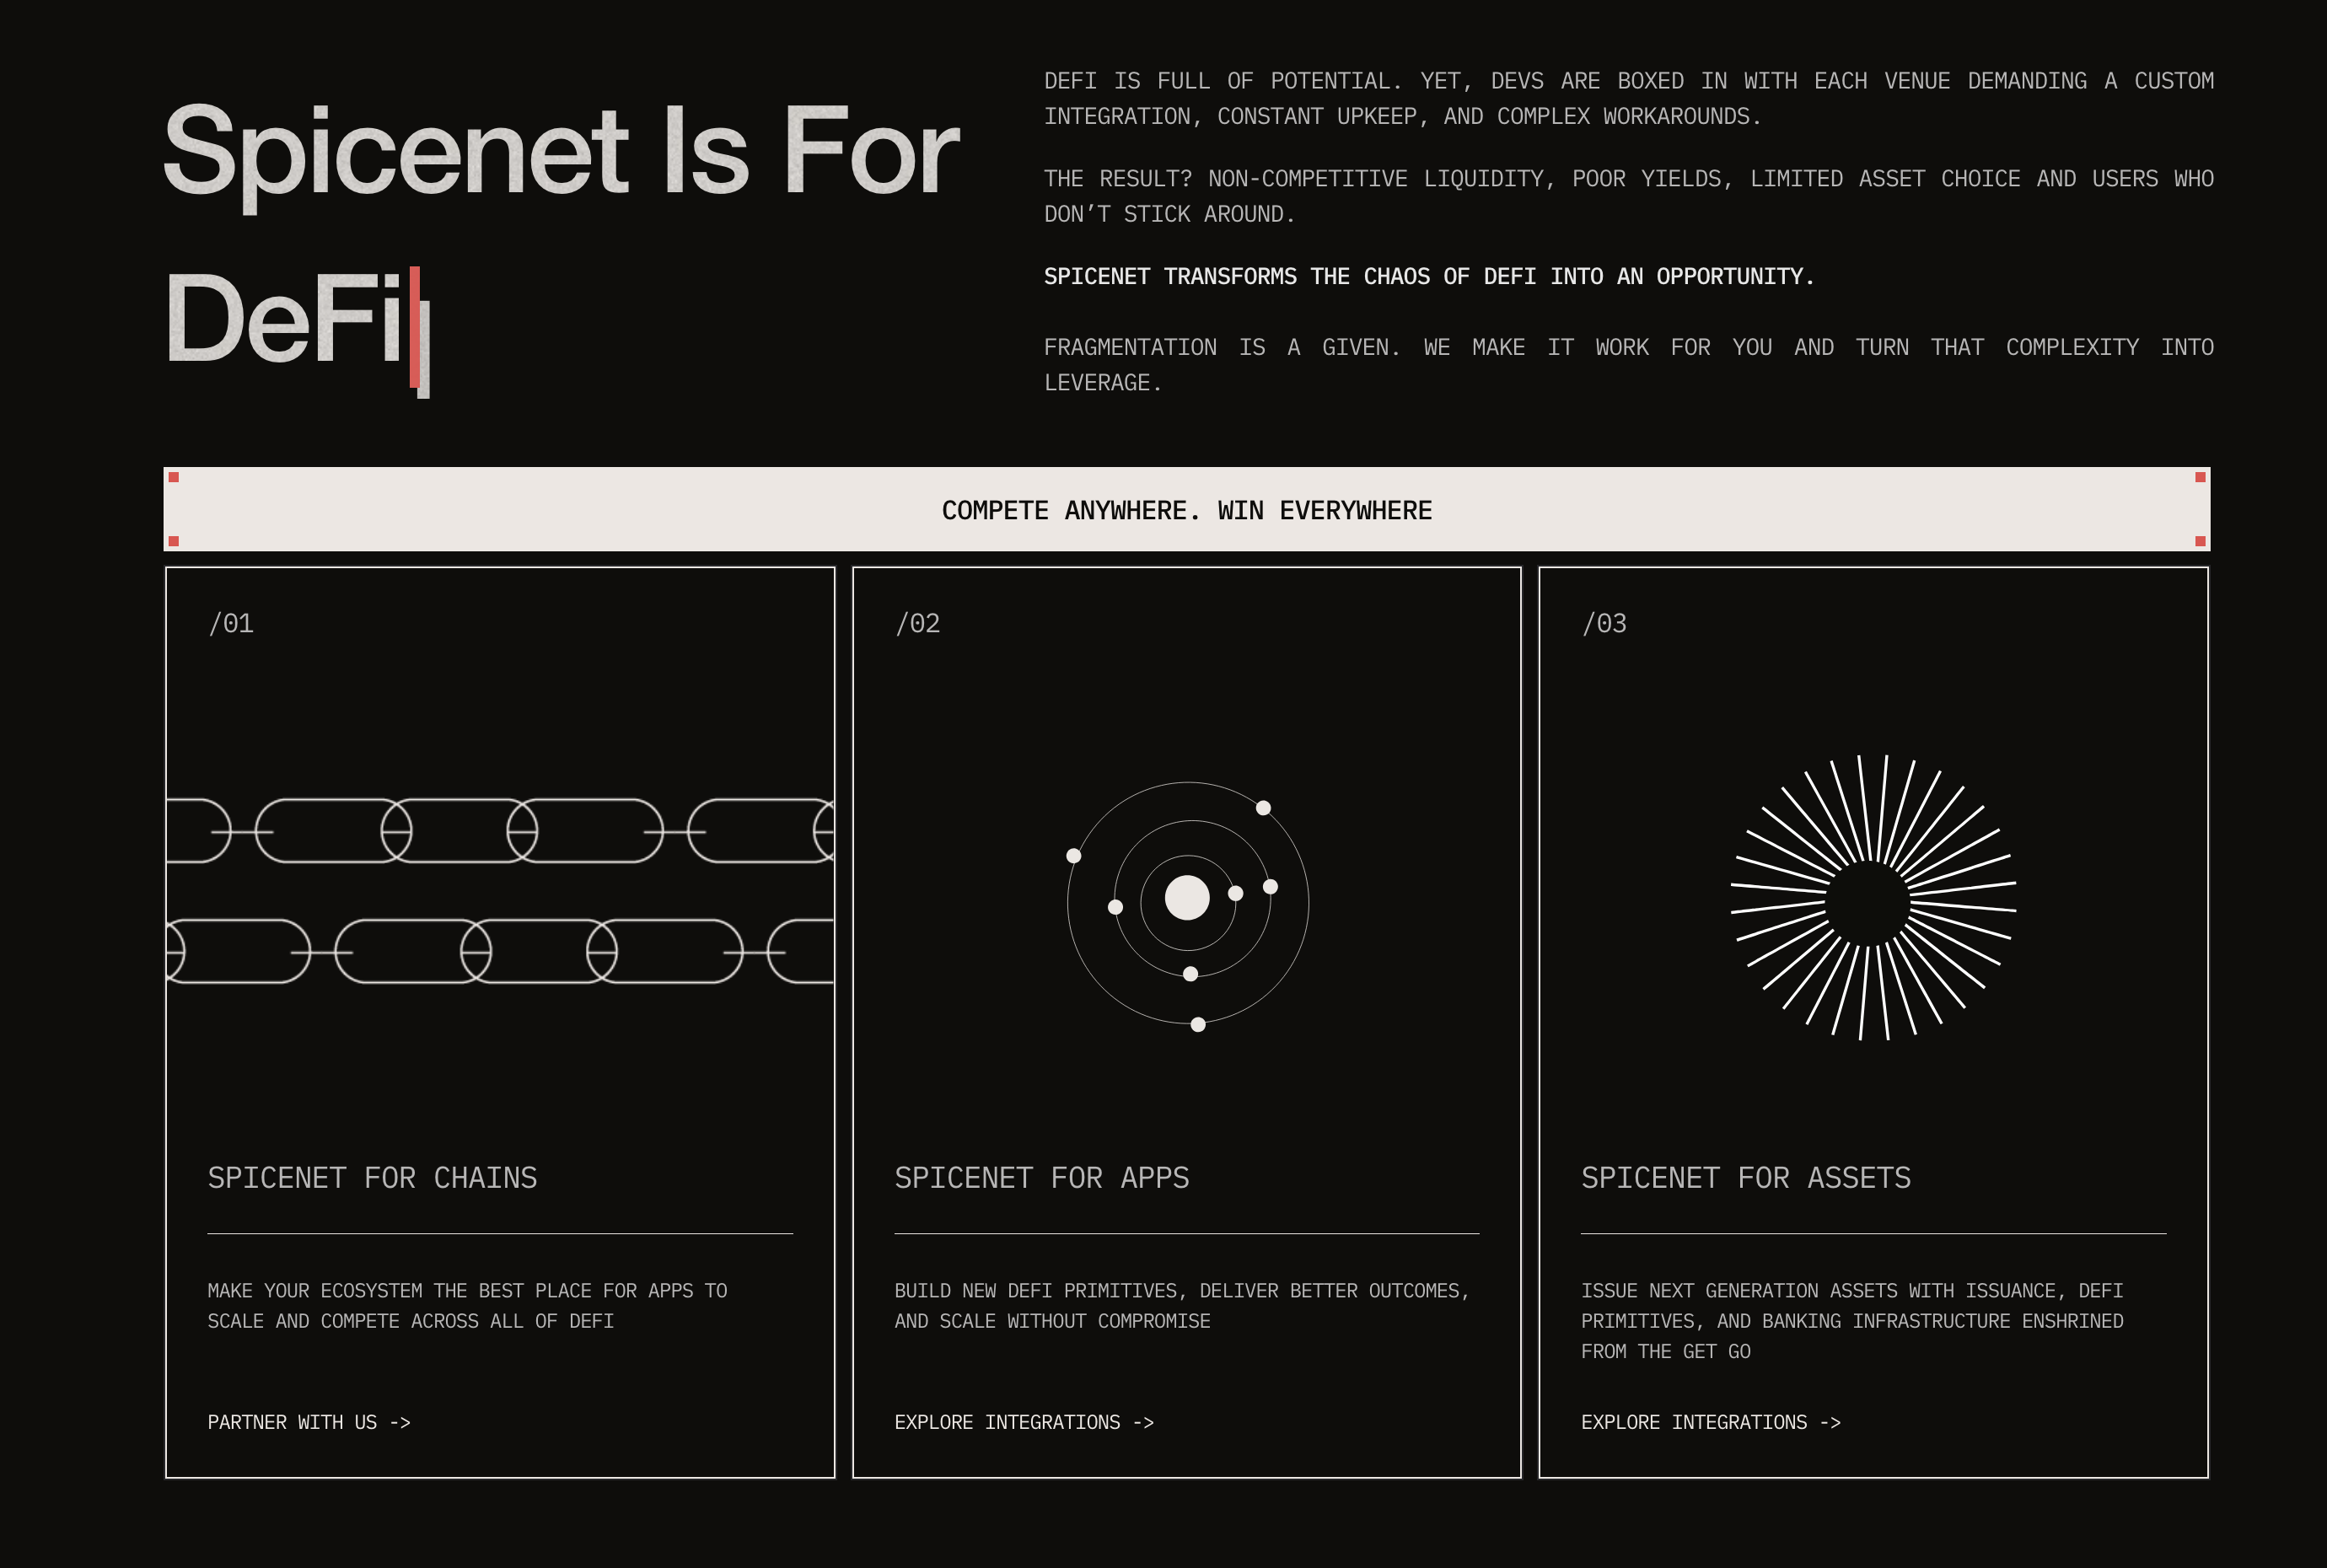 Spicenet Is For
DeFi
DEFI IS FULL OF POTENTIAL. YET, DEVS ARE BOXED IN WITH EACH VENUE DEMANDING A CUSTOM
INTEGRATION, CONSTANT UPKEEP, AND COMPLEX WORKAROUNDS.
THE RESULT? NON-COMPETITIVE LIQUIDITY, POOR YIELDS, LIMITED ASSET CHOICE AND USERS WHO
DON’T STICK AROUND.
SPICENET TRANSFORMS THE CHAOS OF DEFI INTO AN OPPORTUNITY.
FRAGMENTATION IS A GIVEN. WE MAKE IT WORK FOR YOU AND TURN THAT COMPLEXITY INTO
LEVERAGE.
COMPETE ANYWHERE. WIN EVERYWHERE
/01
SPICENET FOR CHAINS
MAKE YOUR ECOSYSTEM THE BEST PLACE FOR APPS TO
SCALE AND COMPETE ACROSS ALL OF DEFI
PARTNER WITH US ->
/02
SPICENET FOR APPS
BUILD NEW DEFI PRIMITIVES, DELIVER BETTER OUTCOMES,
AND SCALE WITHOUT COMPROMISE
EXPLORE INTEGRATIONS ->
/03
SPICENET FOR ASSETS
ISSUE NEXT GENERATION ASSETS WITH ISSUANCE, DEFI
PRIMITIVES, AND BANKING INFRASTRUCTURE ENSHRINED
FROM THE GET GO
EXPLORE INTEGRATIONS ->